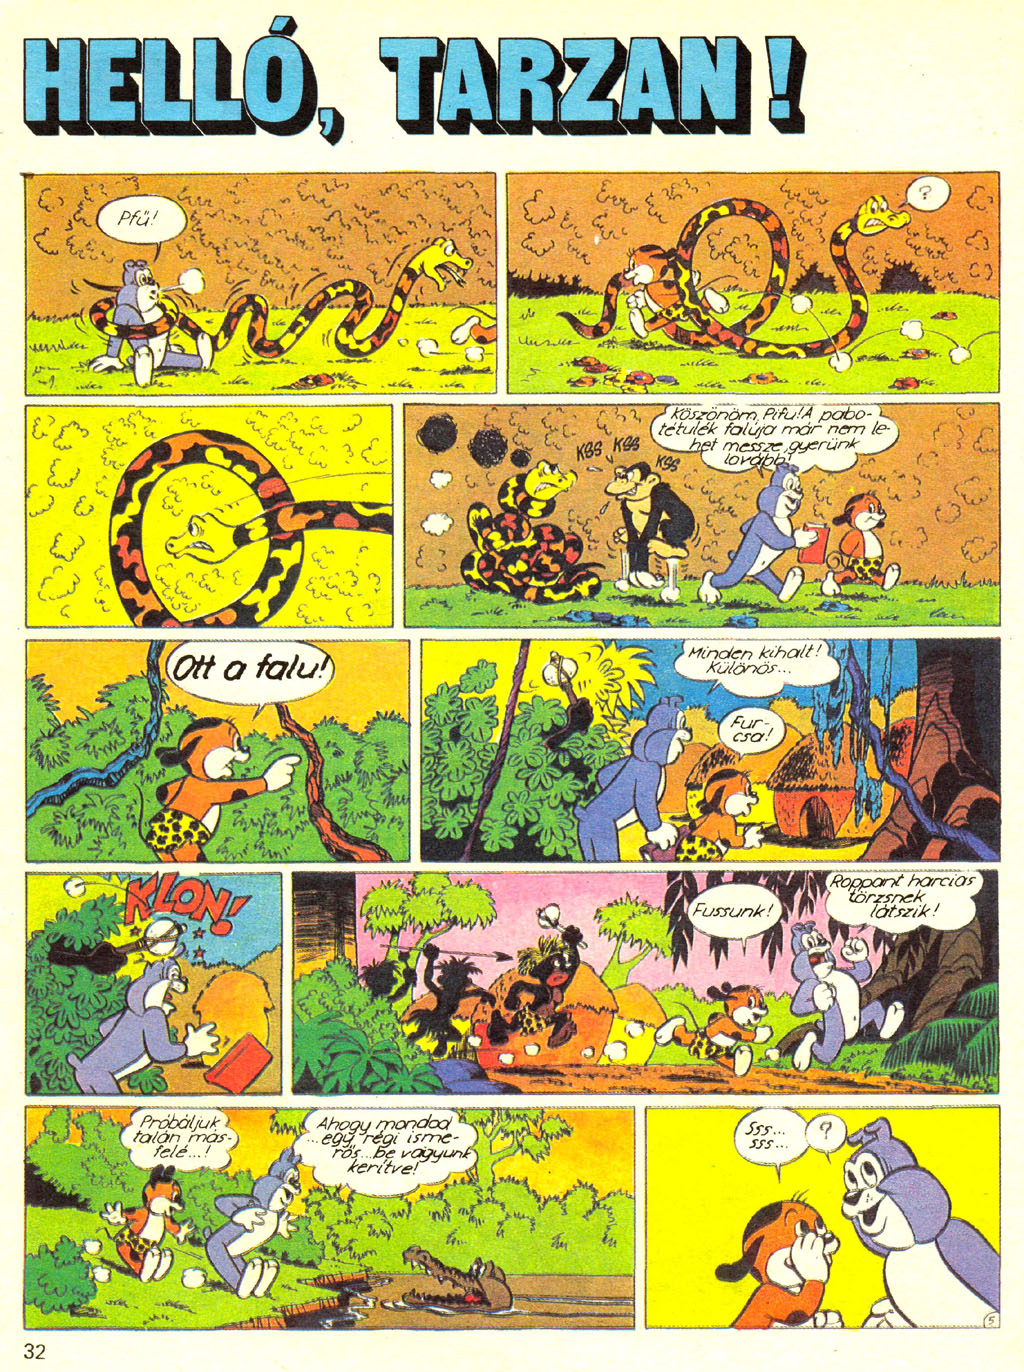 HELLÓ, TARZAN!
Pfű!
?
Köszönöm, Pifu! A pabo-
tétulék faluja már nem le-
het messze, gyerünk
tovább!
KSS
KSS
KSS
Ott a falu!
Minden kihalt!
Különös...
Fur-
csa!
KLON!
Fussunk!
Roppant harcias
törzsnek
látszik!
Próbáljuk
talán más-
felé...!
Ahogy mondod
...egy régi isme-
rős...be vagyunk
kerítve!
Sss...
sss...
?
5
32